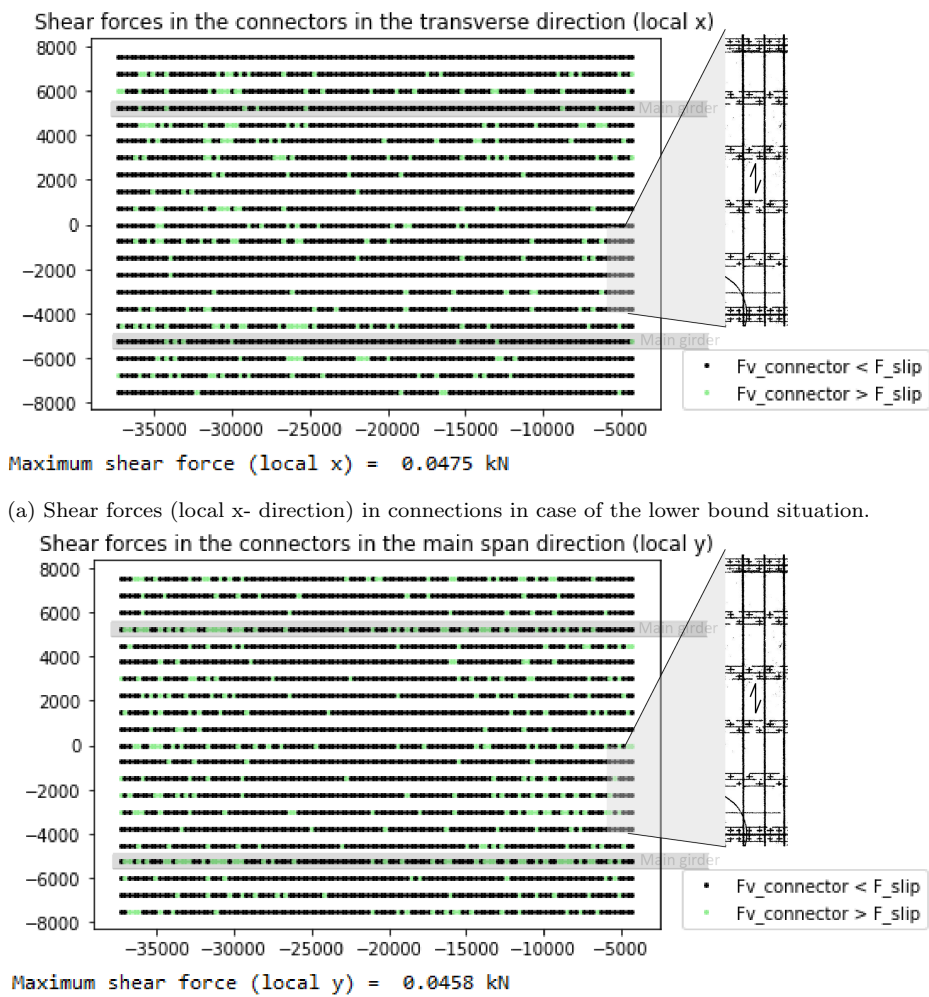 Shear forces in the connectors in the transverse direction (local x)
8000
6000
Main girder
4000
2000
0
−2000
−4000
Main girder
−6000
Fv_connector < F_slip
Fv_connector > F_slip
−8000
−35000 −30000 −25000 −20000 −15000 −10000 −5000
Maximum shear force (local x) = 0.0475 kN
(a) Shear forces (local x- direction) in connections in case of the lower bound situation.
Shear forces in the connectors in the main span direction (local y)
8000
6000
Main girder
4000
2000
0
−2000
−4000
Main girder
−6000
Fv_connector < F_slip
Fv_connector > F_slip
−8000
−35000 −30000 −25000 −20000 −15000 −10000 −5000
Maximum shear force (local y) = 0.0458 kN